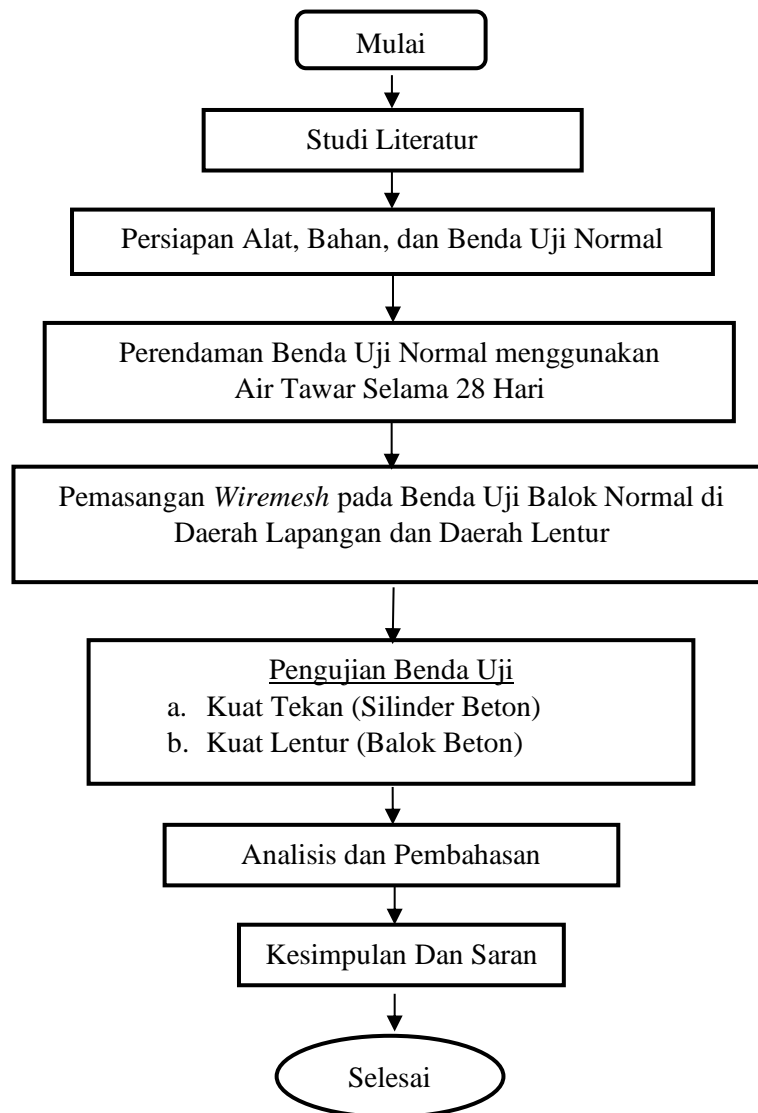 Mulai
Studi Literatur
Persiapan Alat, Bahan, dan Benda Uji Normal
Perendaman Benda Uji Normal menggunakan
Air Tawar Selama 28 Hari
Pemasangan Wiremesh pada Benda Uji Balok Normal di
Daerah Lapangan dan Daerah Lentur
Pengujian Benda Uji
a. Kuat Tekan (Silinder Beton)
b. Kuat Lentur (Balok Beton)
Analisis dan Pembahasan
Kesimpulan Dan Saran
Selesai